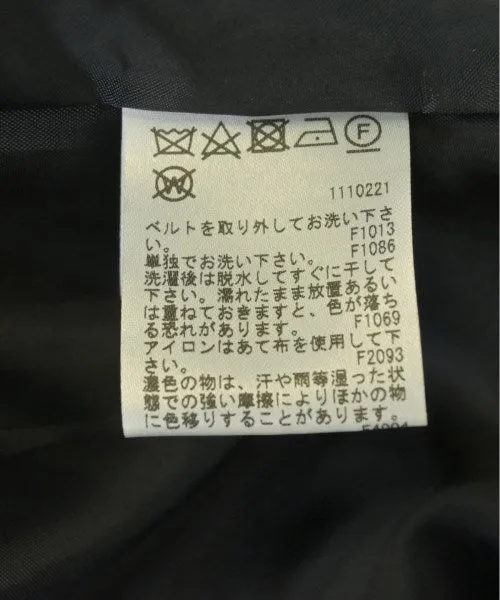 F
W
1110221
ベルトを取り外してお洗い下さ
い。 F1013
単独でお洗い下さい。 F1086
洗濯後は脱水してすぐに干して
下さい。濡れたまま放置あるい
は重ねておきますと、色が落ち
る恐れがあります。 F1069
アイロンはあて布を使用して下
さい。 F2093
濃色の物は、汗や雨等湿った状
態での強い摩擦によりほかの物
に色移りすることがあります。